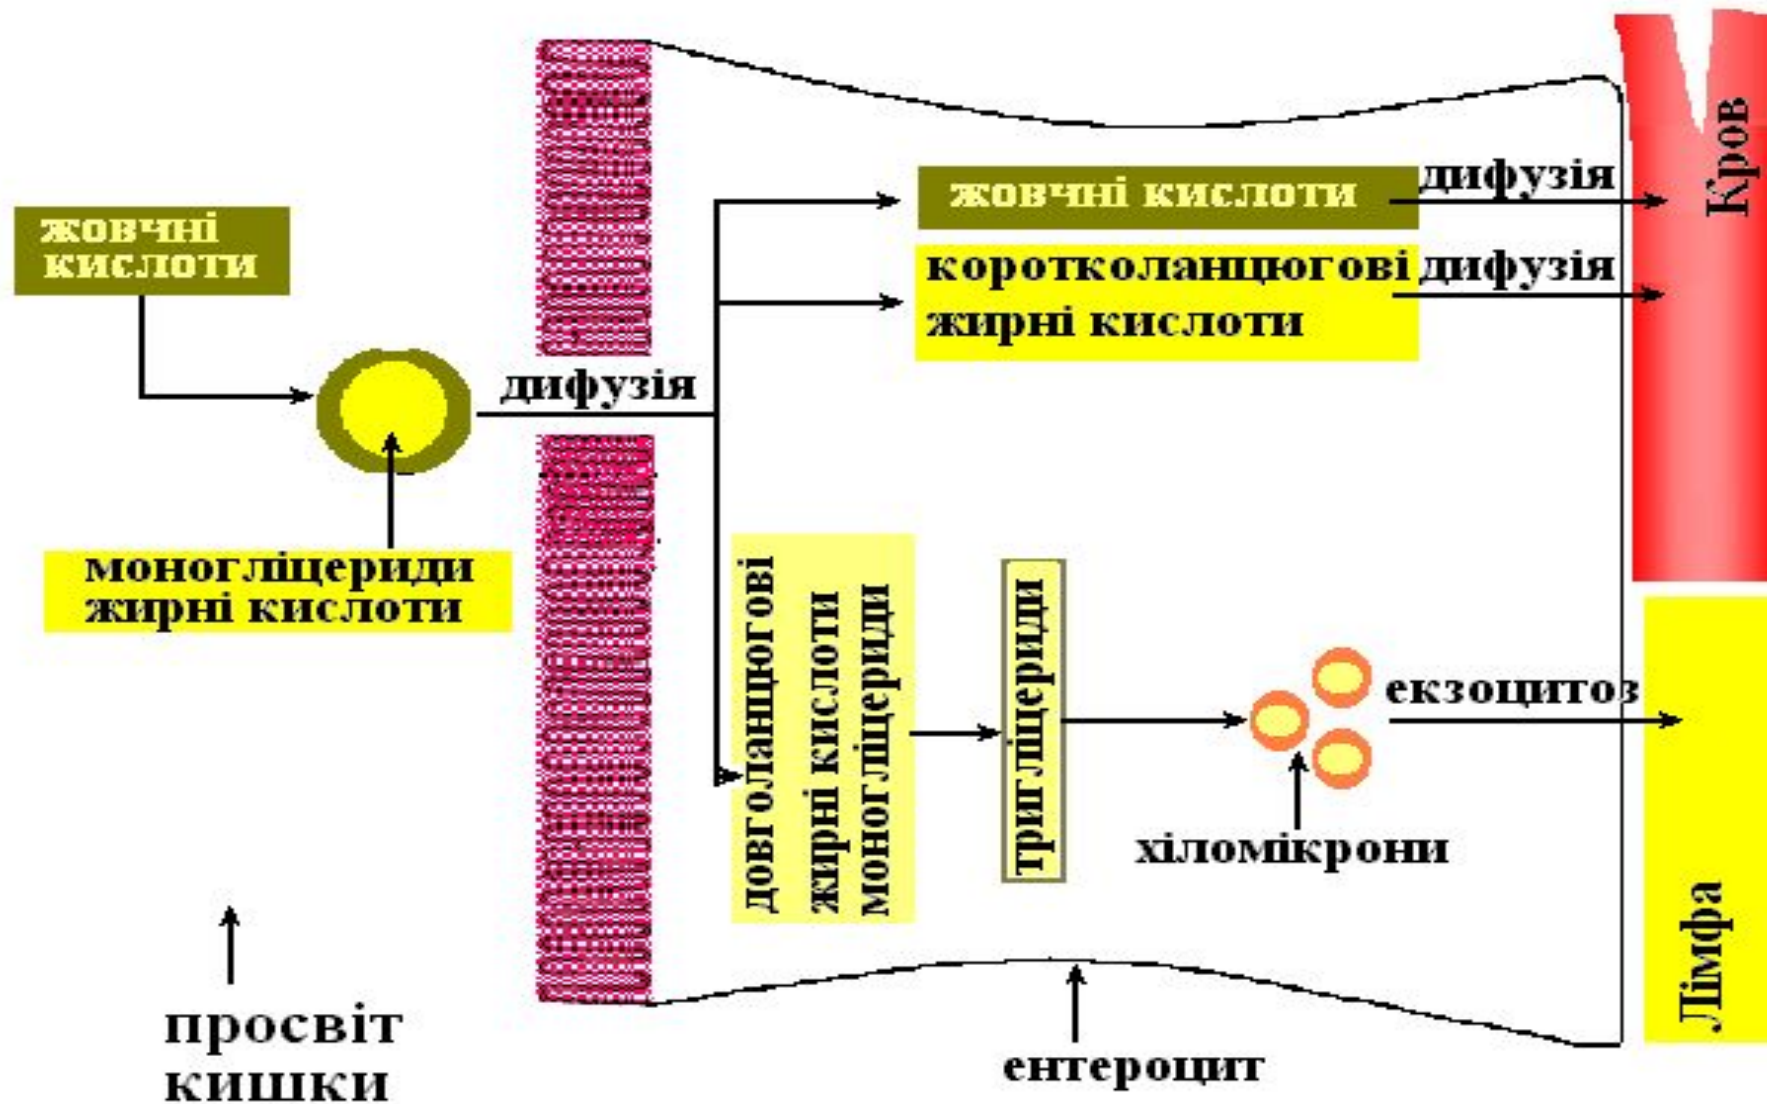 жовчні
кислоти
моногліцериди
жирні кислоти
просвіт
кишки
дифузія
жовчні кислоти
дифузія
коротколанцюгові
жирні кислоти
дифузія
довголанцюгові
жирні кислоти
моногліцериди
тригліцериди
хіломікрони
екзоцитоз
ентероцит
Кров
Лімфа